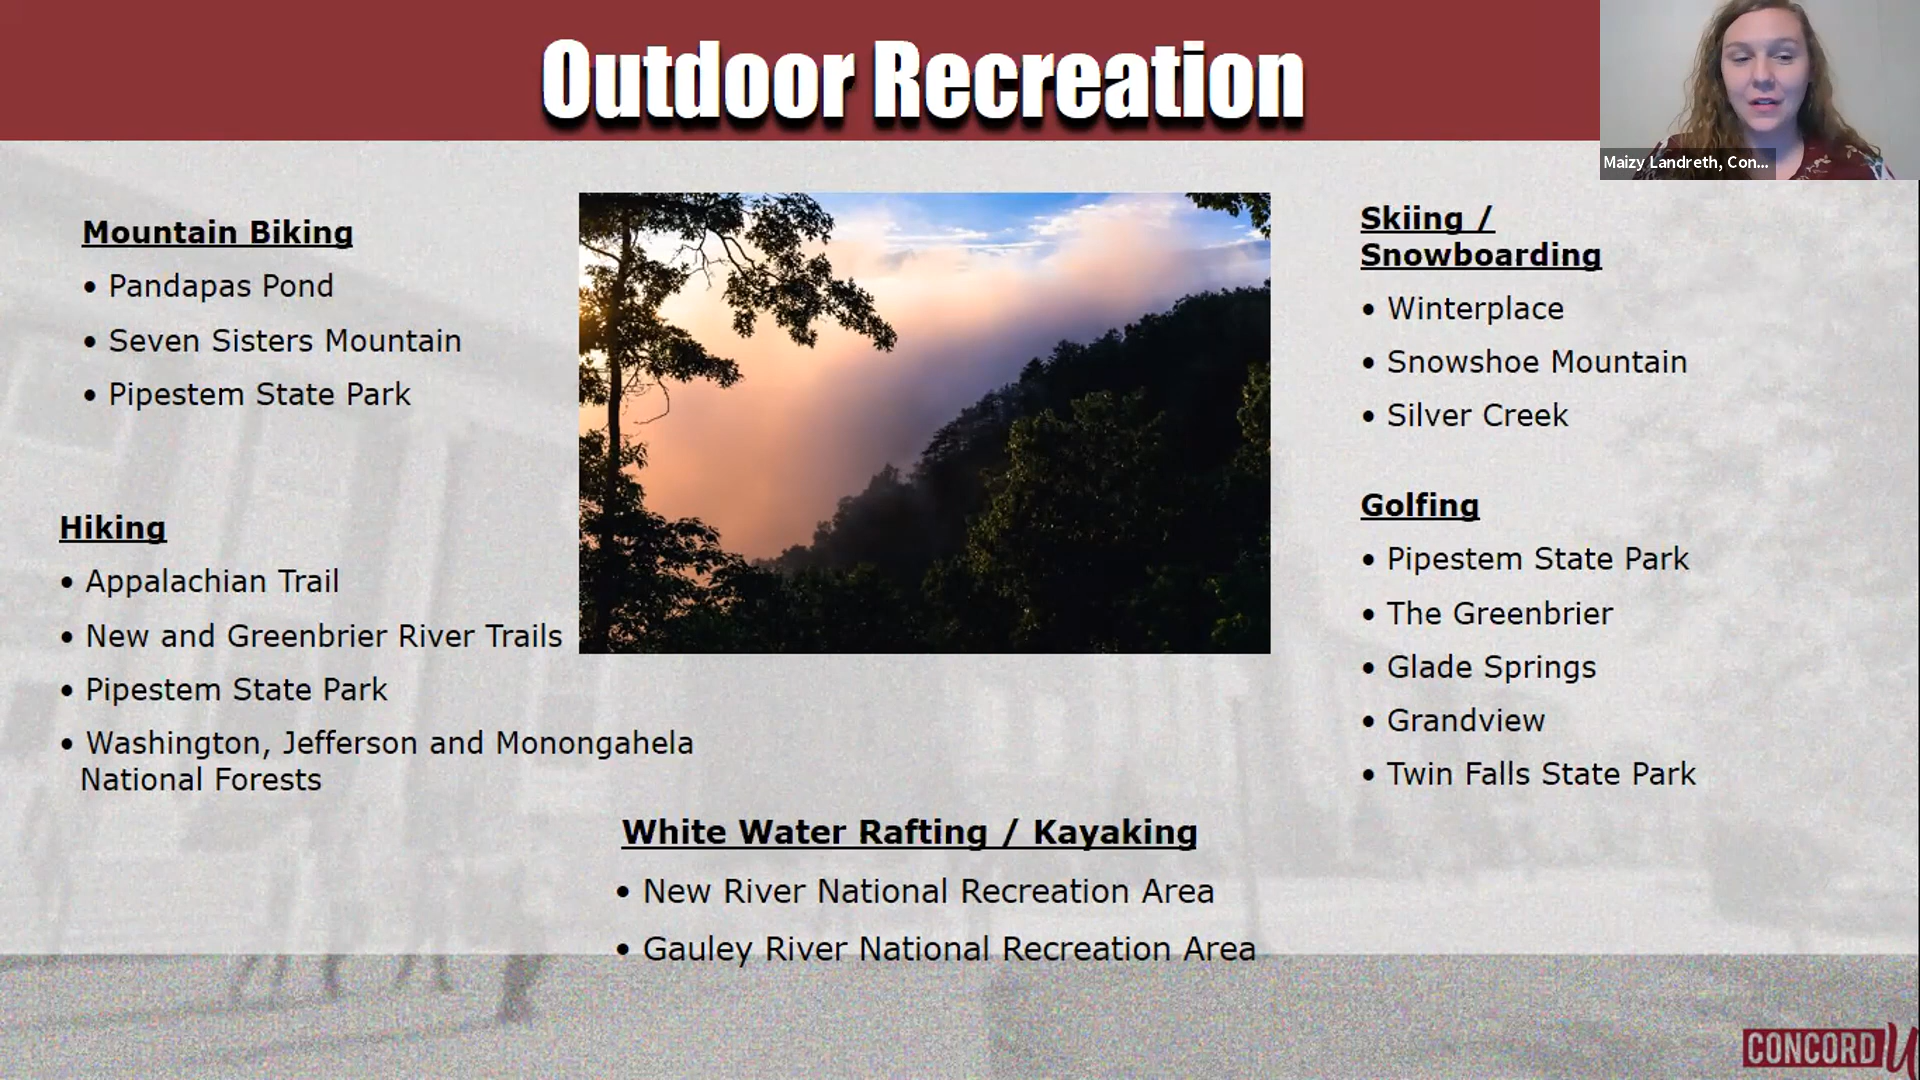 Outdoor Recreation
Maizy Landreth, Con...
Mountain Biking
• Pandapas Pond
• Seven Sisters Mountain
• Pipestem State Park
Hiking
• Appalachian Trail
• New and Greenbrier River Trails
• Pipestem State Park
• Washington, Jefferson and Monongahela
National Forests
White Water Rafting / Kayaking
• New River National Recreation Area
• Gauley River National Recreation Area
Skiing /
Snowboarding
• Winterplace
• Snowshoe Mountain
• Silver Creek
Golfing
• Pipestem State Park
• The Greenbrier
• Glade Springs
• Grandview
• Twin Falls State Park
CONCORD U